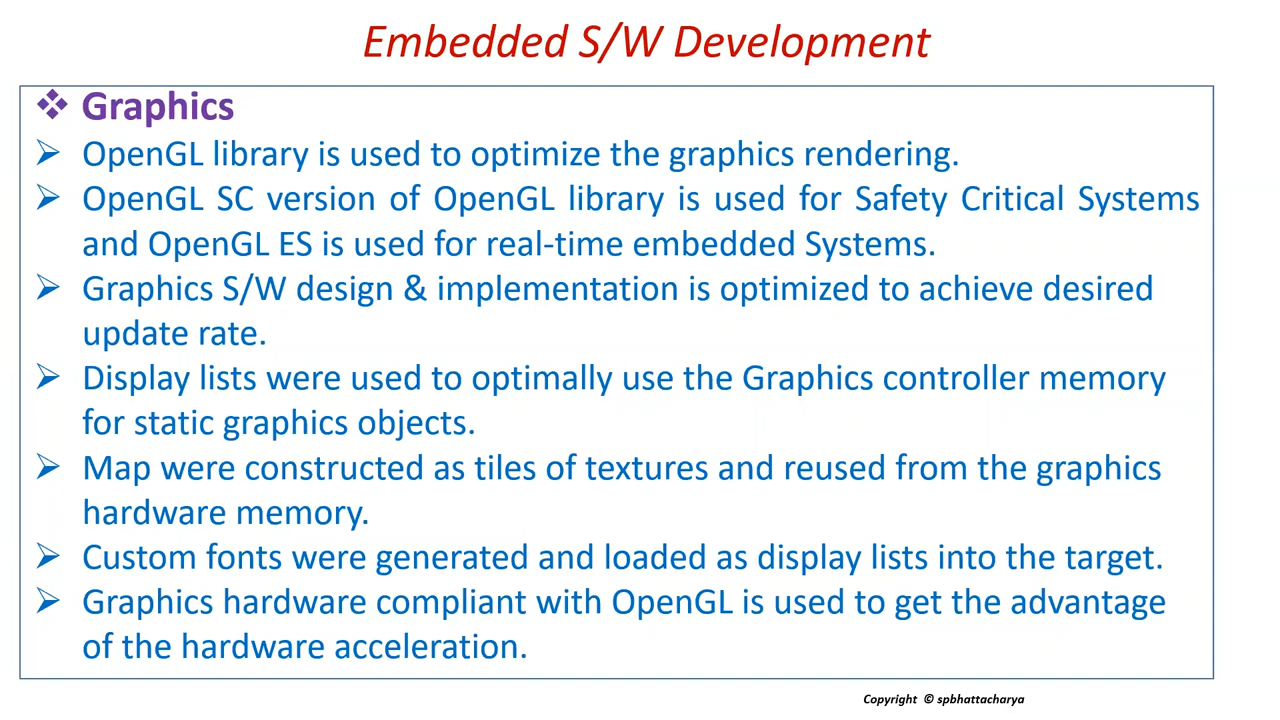 Embedded S/W Development
❖ Graphics
➢ OpenGL library is used to optimize the graphics rendering.
➢ OpenGL SC version of OpenGL library is used for Safety Critical Systems
and OpenGL ES is used for real-time embedded Systems.
➢ Graphics S/W design & implementation is optimized to achieve desired
update rate.
➢ Display lists were used to optimally use the Graphics controller memory
for static graphics objects.
➢ Map were constructed as tiles of textures and reused from the graphics
hardware memory.
➢ Custom fonts were generated and loaded as display lists into the target.
➢ Graphics hardware compliant with OpenGL is used to get the advantage
of the hardware acceleration.
Copyright © spbhattacharya